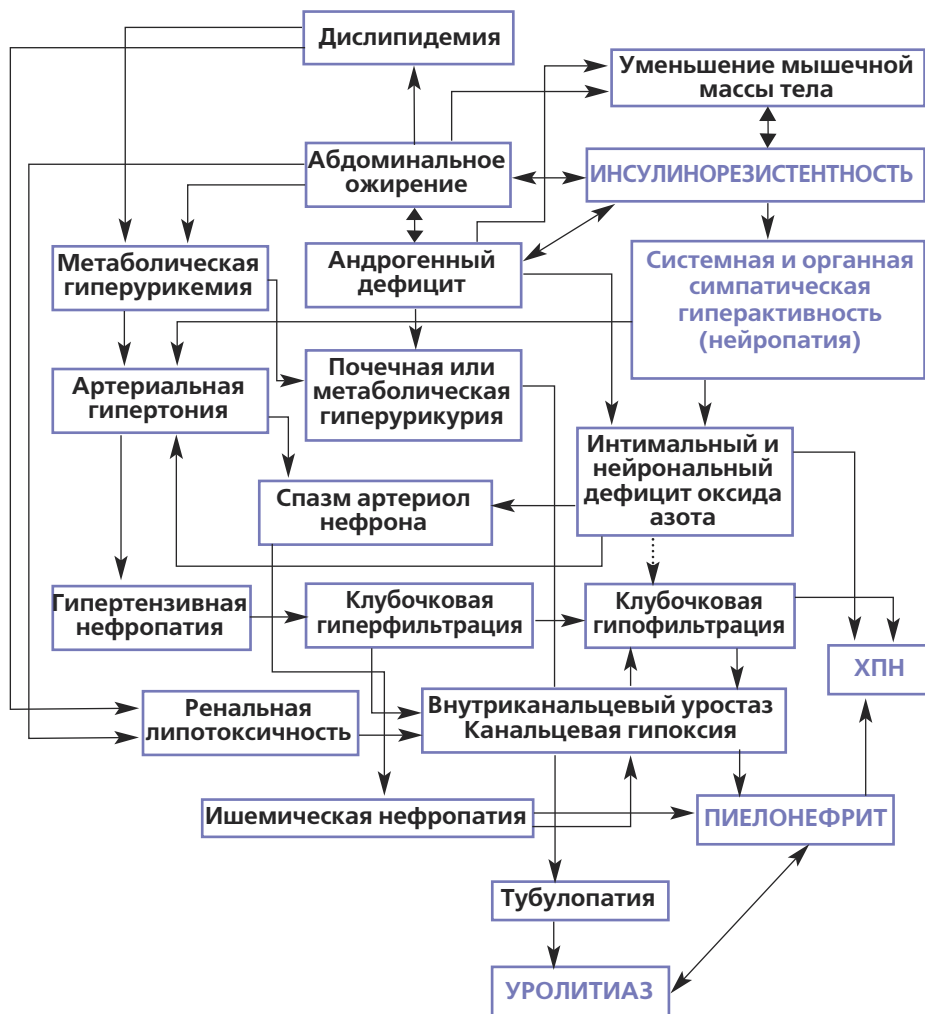 Дислипидемия
Уменьшение мышечной
массы тела
Абдоминальное
ожирение
ИНСУЛИНОРЕЗИСТЕНТНОСТЬ
Метаболическая
гиперурикемия
Андрогенный
дефицит
Системная и органная
симпатическая
гиперактивность
(нейропатия)
Артериальная
гипертония
Почечная или
метаболическая
гиперурикурия
Интимальный и
нейрональный
дефицит оксида
азота
Спазм артериол
нефрона
Гипертензивная
нефропатия
Клубочковая
гиперфильтрация
Клубочковая
гипофильтрация
ХПН
Ренальная
липотоксичность
Внутриканальцевый уростаз
Канальцевая гипоксия
Ишемическая нефропатия
ПИЕЛОНЕФРИТ
Тубулопатия
УРОЛИТИАЗ